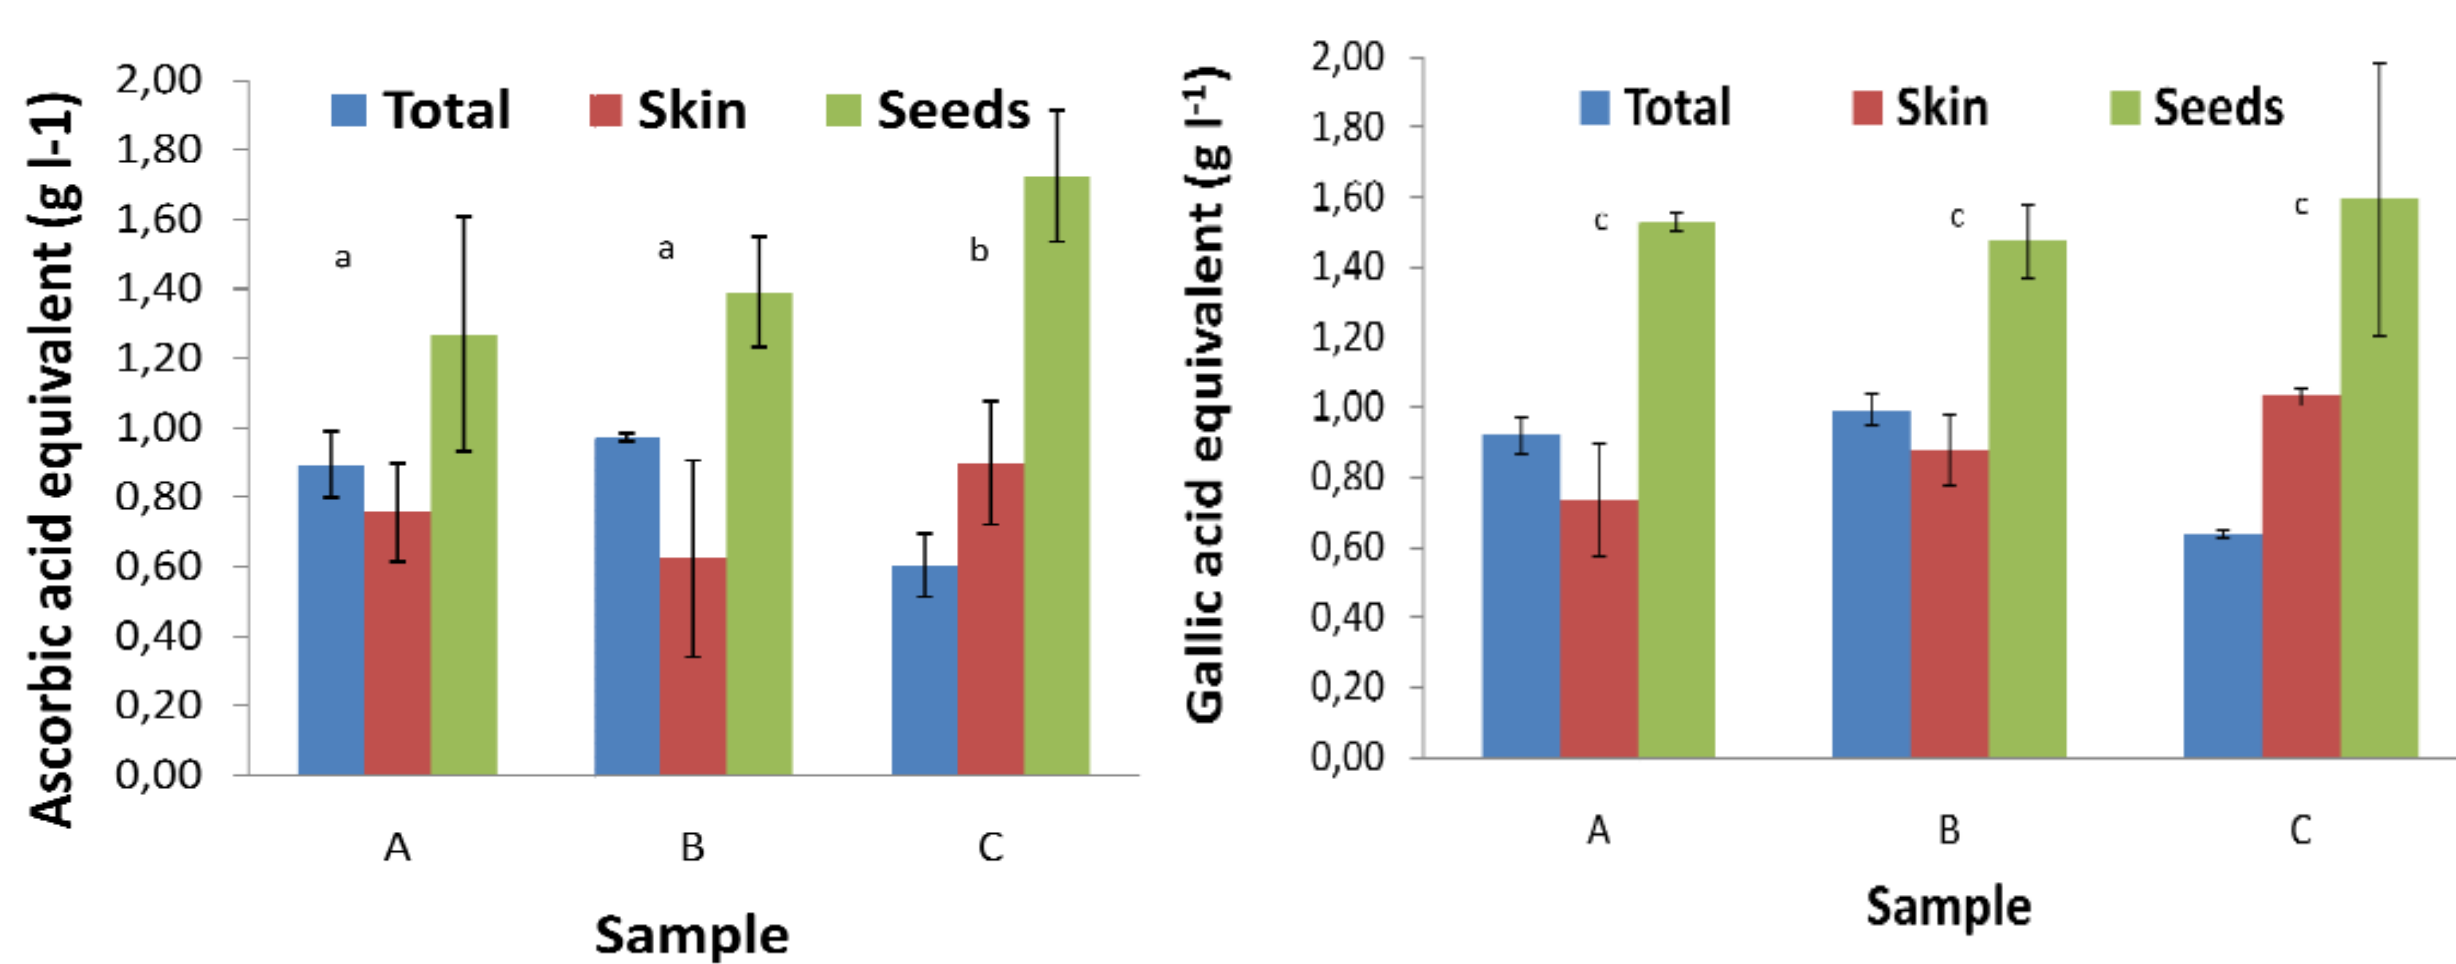 Ascorbic acid equivalent (g l-1)
2,00
1,80
1,60
1,40
1,20
1,00
0,80
0,60
0,40
0,20
0,00
Total Skin Seeds
a a b
A B C
Sample
Gallic acid equivalent (g l-1)
2,00
1,80
1,60
1,40
1,20
1,00
0,80
0,60
0,40
0,20
0,00
Total Skin Seeds
c c c
A B C
Sample